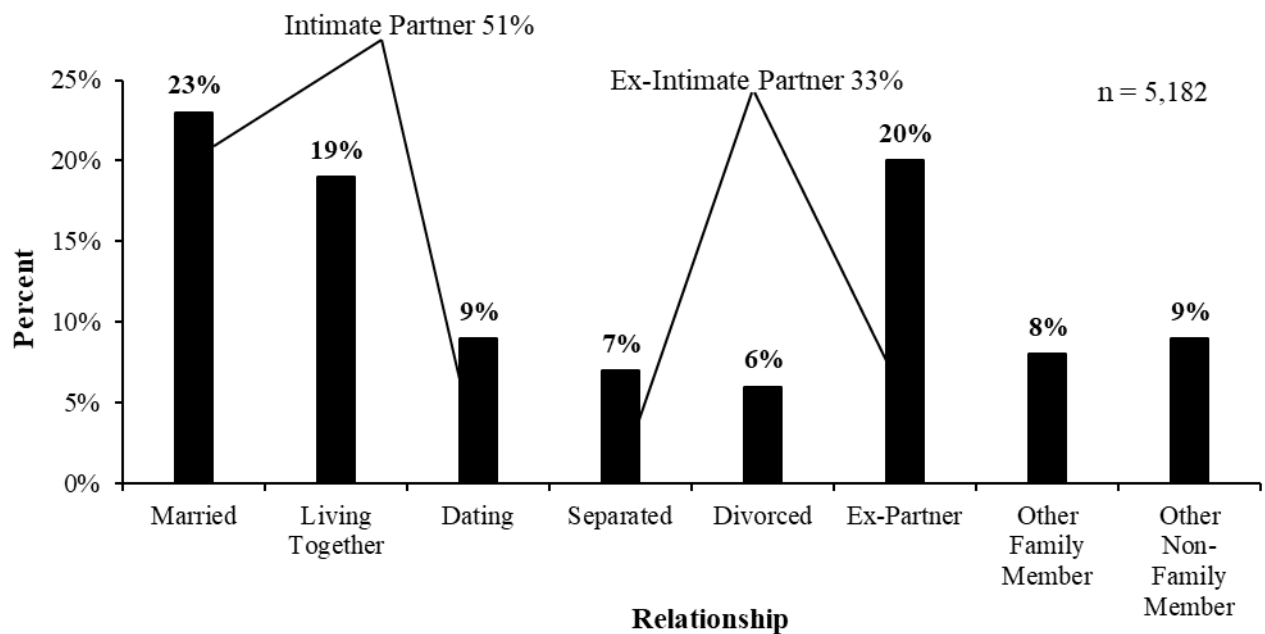 Intimate Partner 51%
Ex-Intimate Partner 33%
n = 5,182
25%
20%
15%
10%
5%
0%
Percent
23%
19%
9%
7%
6%
20%
8%
9%
Married
Living
Together
Dating
Separated
Divorced
Ex-Partner
Other
Family
Member
Other
Non-
Family
Member
Relationship